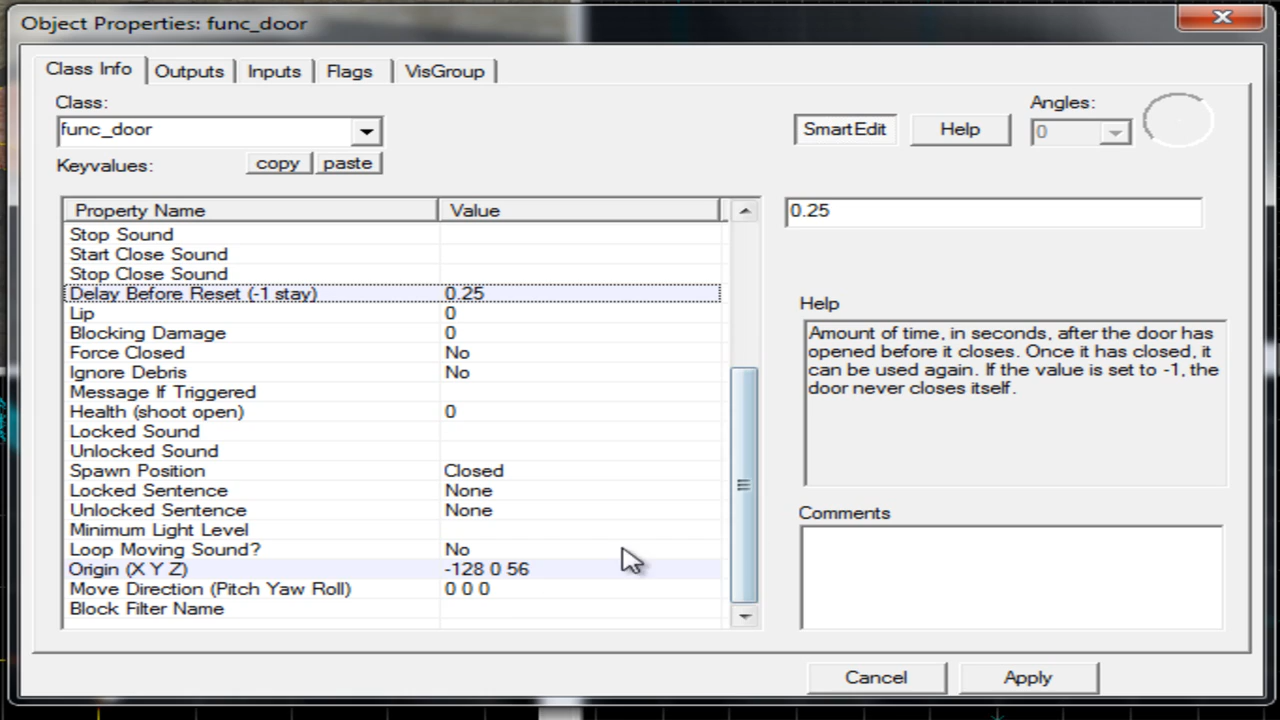 Object Properties: func_door
Class Info
Outputs
Inputs
Flags
VisGroup
Class:
func_door
Keyvalues:
copy
paste
SmartEdit
Help
Angles:
0
Property Name Value
Stop Sound
Start Close Sound
Stop Close Sound
Delay Before Reset (-1 stay) 0.25
Lip 0
Blocking Damage 0
Force Closed No
Ignore Debris No
Message If Triggered
Health (shoot open) 0
Locked Sound
Unlocked Sound
Spawn Position Closed
Locked Sentence None
Unlocked Sentence None
Minimum Light Level
Loop Moving Sound? No
Origin (X Y Z) -128 0 56
Move Direction (Pitch Yaw Roll) 0 0 0
Block Filter Name
0.25
Help
Amount of time, in seconds, after the door has
opened before it closes. Once it has closed, it
can be used again. If the value is set to -1, the
door never closes itself.
Comments
Cancel
Apply